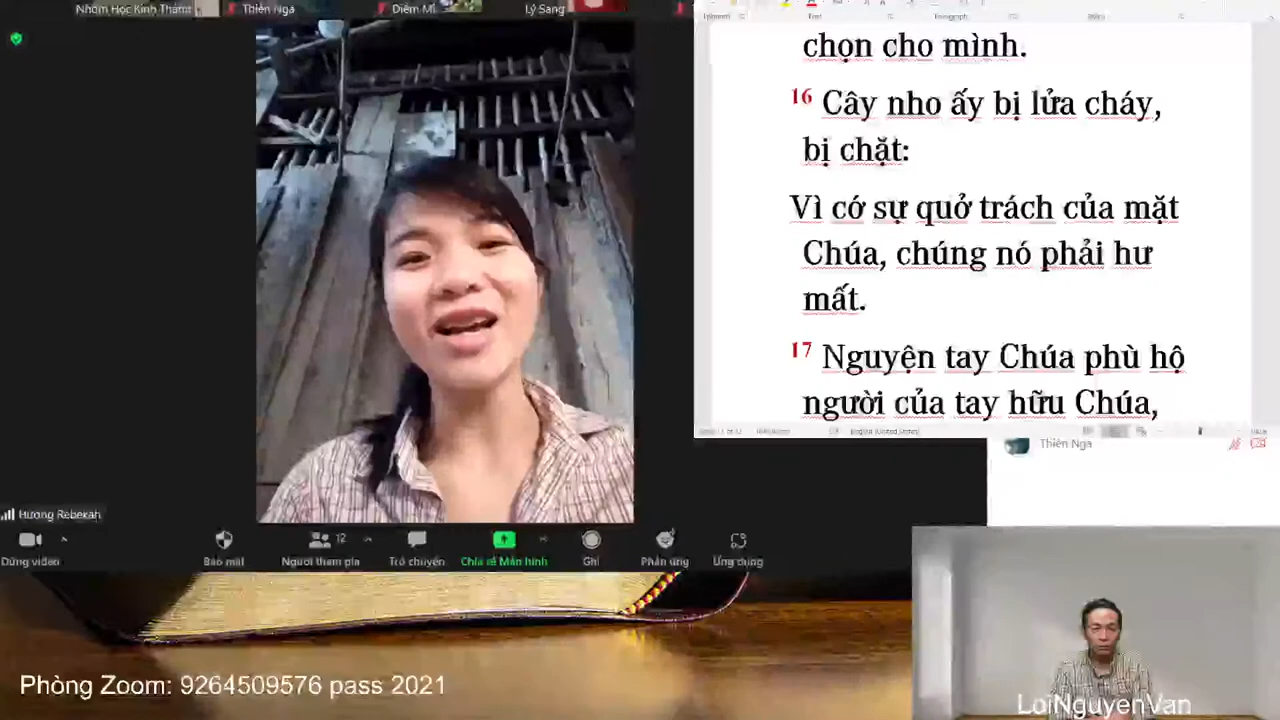 Nhóm Học Kinh Thánh
Thiên Nga
Diễm Mi
Lý Sang
chọn cho mình.
16 Cây nho ấy bị lửa cháy,
bị chặt:
Vì cớ sự quở trách của mặt
Chúa, chúng nó phải hư
mất.
17 Nguyện tay Chúa phù hộ
người của tay hữu Chúa,
Thiên Nga
Hương Rebekah
Dừng video
Bảo mật
Người tham gia
12
Trò chuyện
Chia sẻ Màn hình
Ghi
Phản ứng
Ứng dụng
Phòng Zoom: 9264509576 pass 2021
LoiNguyenVan